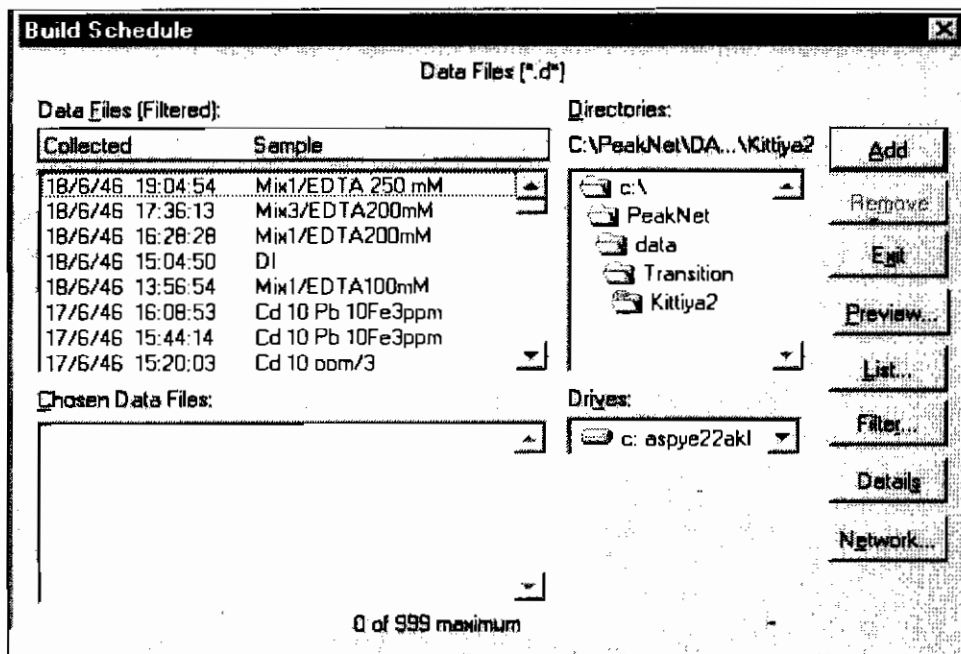 Build Schedule
Data Files (*.d*)
Data Files (Filtered):
Collected Sample
18/6/46 19:04:54 Mix1/EDTA 250 mM
18/6/46 17:36:13 Mix3/EDTA200mM
18/6/46 16:28:28 Mix1/EDTA200mM
18/6/46 15:04:50 DI
18/6/46 13:56:54 Mix1/EDTA100mM
17/6/46 16:08:53 Cd 10 Pb 10Fe3ppm
17/6/46 15:44:14 Cd 10 Pb 10Fe3ppm
17/6/46 15:20:03 Cd 10 ppm/3
Chosen Data Files:
0 of 999 maximum
Directories:
C:\PeakNet\DA...\Kittiya2
c:\
PeakNet
data
Transition
Kittiya2
Drives:
c: aspye22akl
Add
Remove
Exit
Preview...
List...
Filter...
Details
Network...